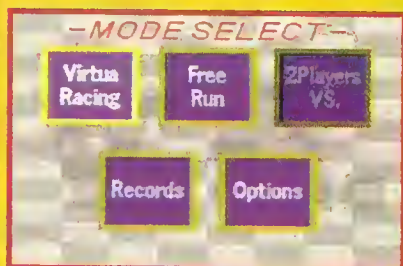 -MODE SELECT-
Virtua
Racing
Free
Run
2Players
VS.
Records
Options